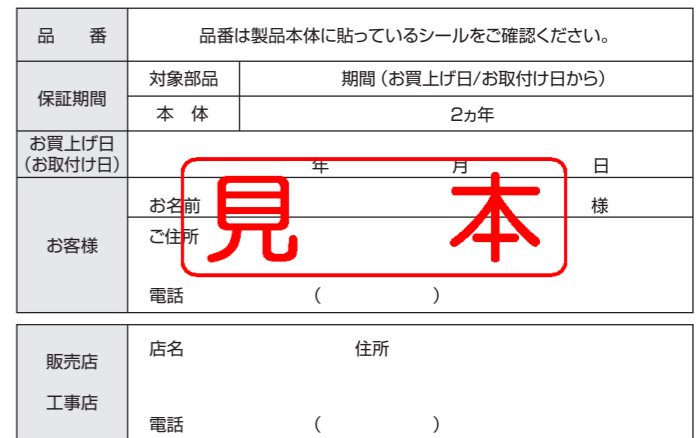 品 番 品番は製品本体に貼っているシールをご確認ください。
保証期間 対象部品 期間（お買上げ日/お取付け日から）
本 体 2ヵ年
お買上げ日
（お取付け日） 年 月 日
見 本
お客様 お名前 様
ご住所
電話 （ ）
販売店 店名 住所
工事店
電話 （ ）